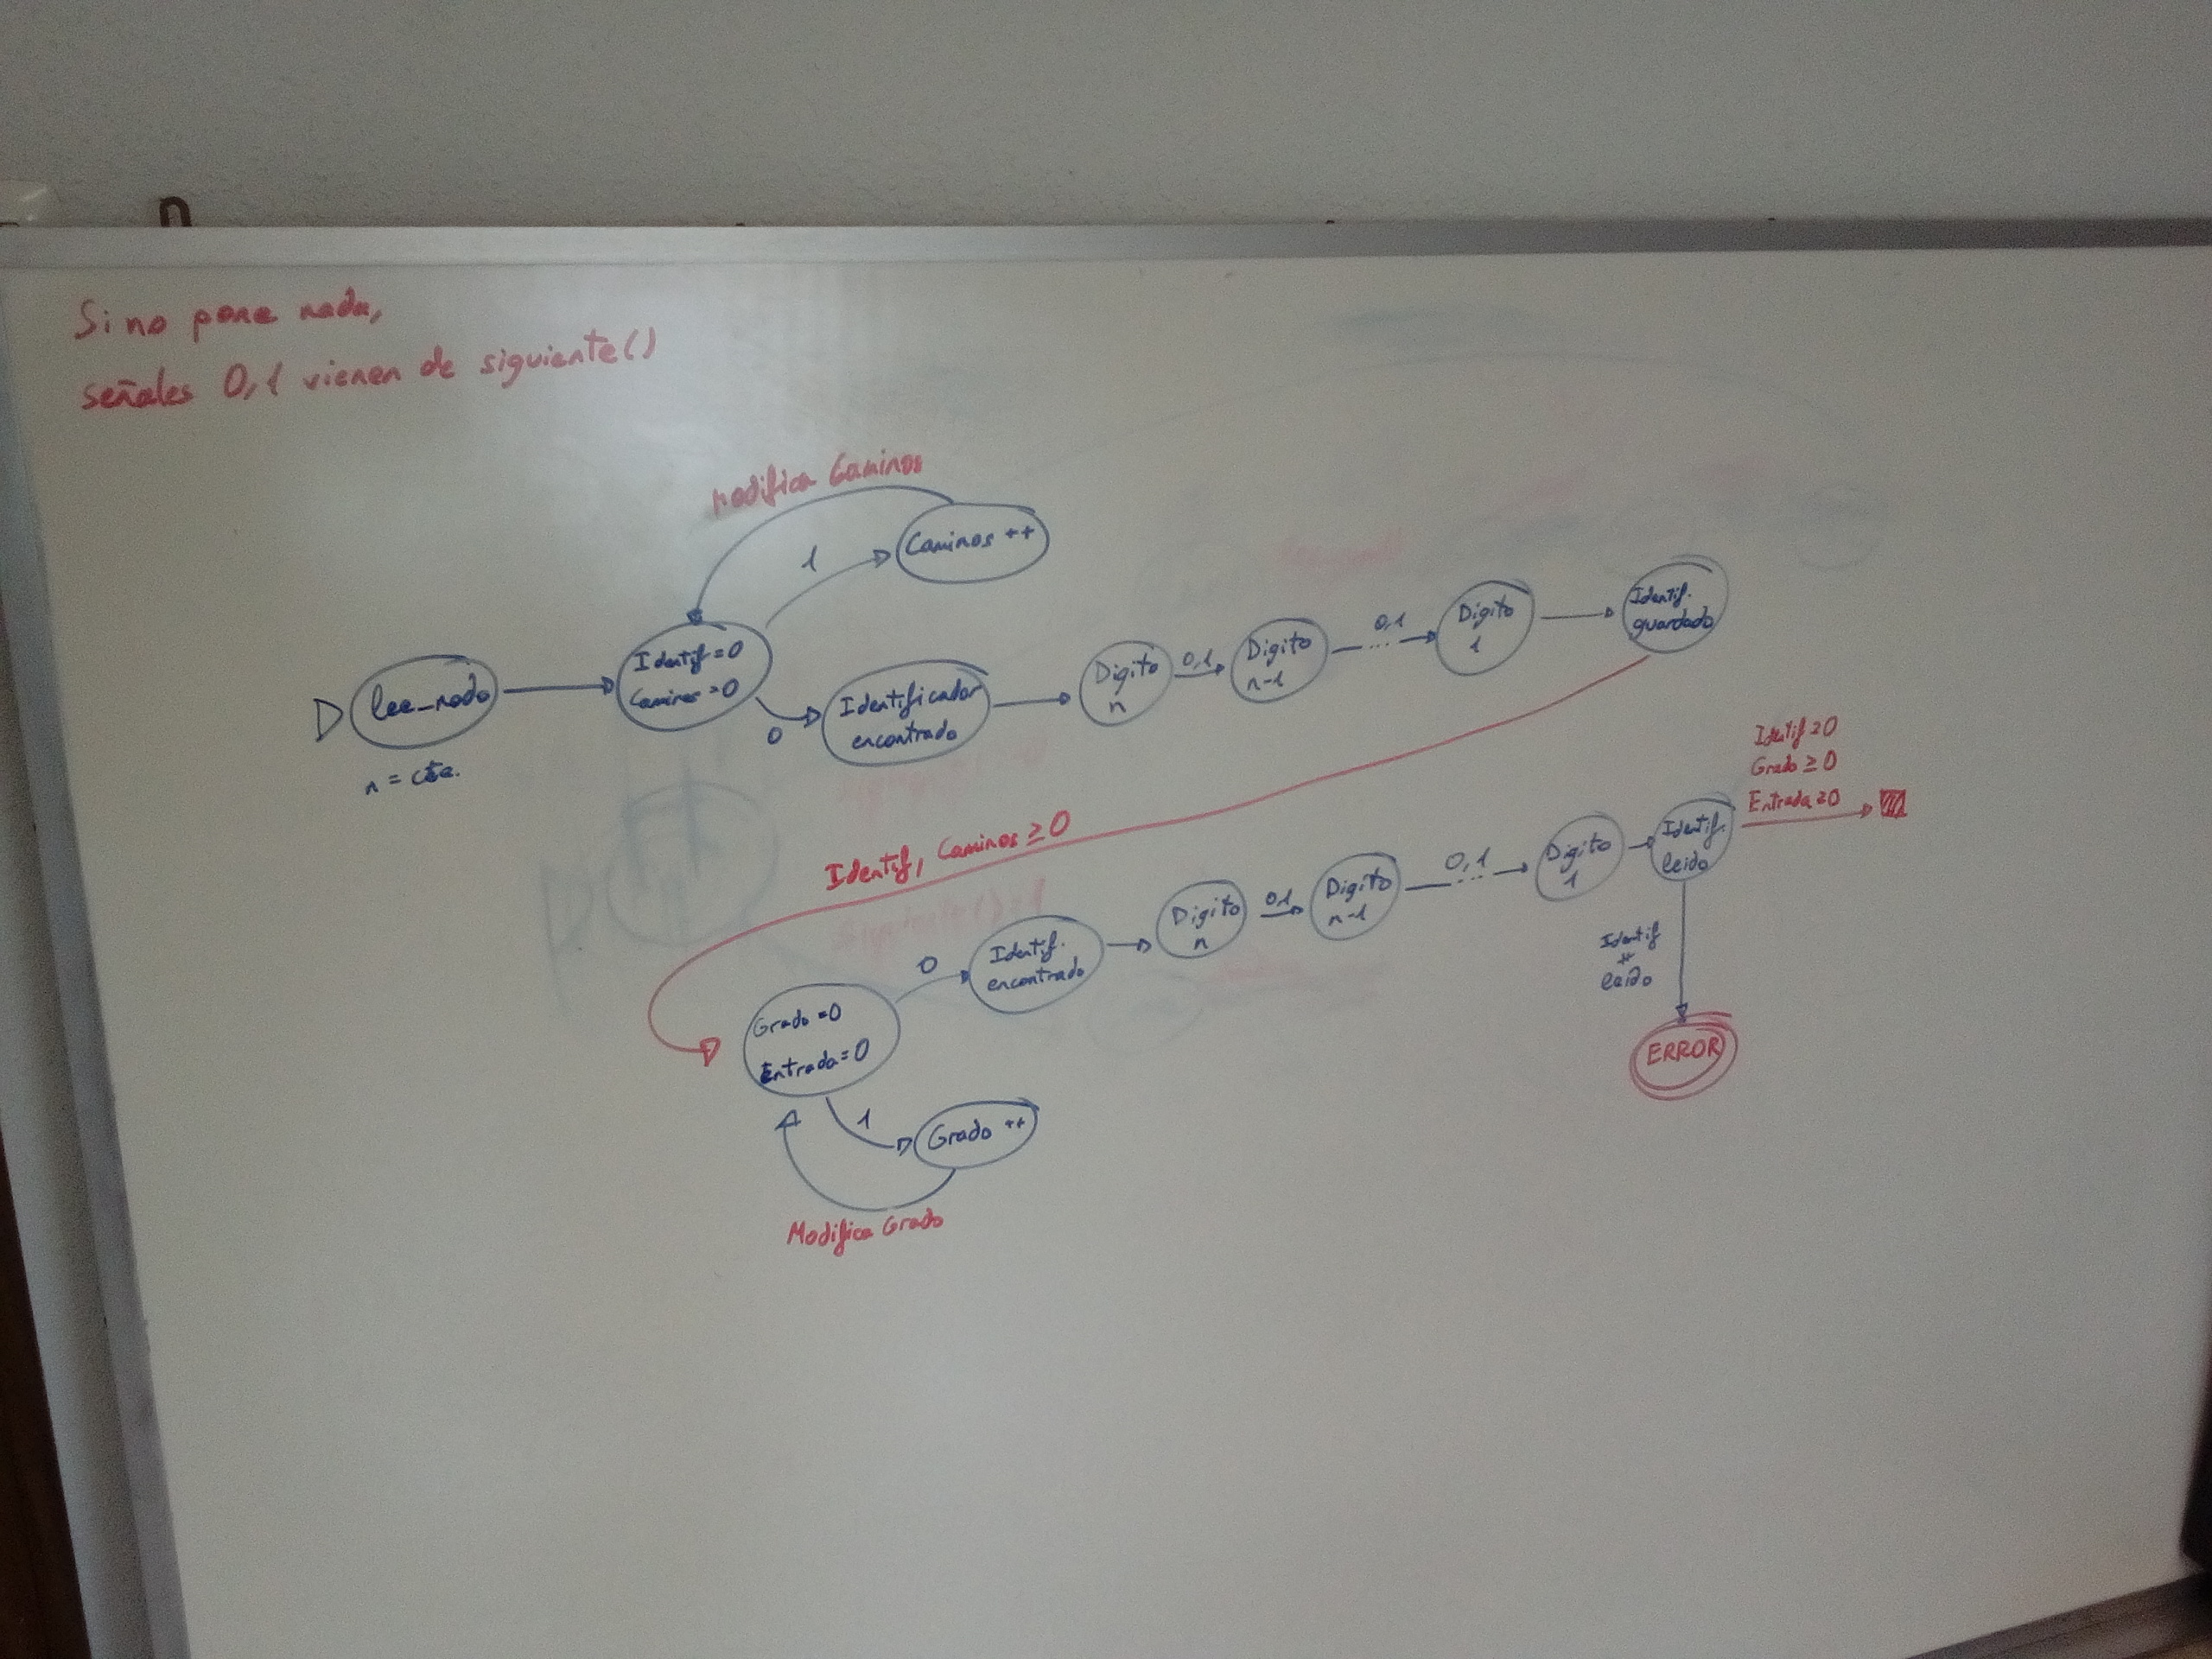 Si no pone nada,
señales 0,1 vienen de siguiente()
Modifica Caminos
Caminos ++
1
lee_nodo
n = cte.
Identif = 0
Caminos = 0
0
Identificador
encontrado
Digito
n
0,1
Digito
n-1
0,1
...
Digito
1
Identif.
guardado
Identif, Caminos ≥ 0
Grado = 0
Entrada = 0
0
Identif.
encontrado
Digito
n
0,1
Digito
n-1
0,1
...
Digito
1
Identif.
leido
Identif ≥ 0
Grado ≥ 0
Entrada ≥ 0
Identif
≠
leido
ERROR
1
Grado ++
Modifica Grado